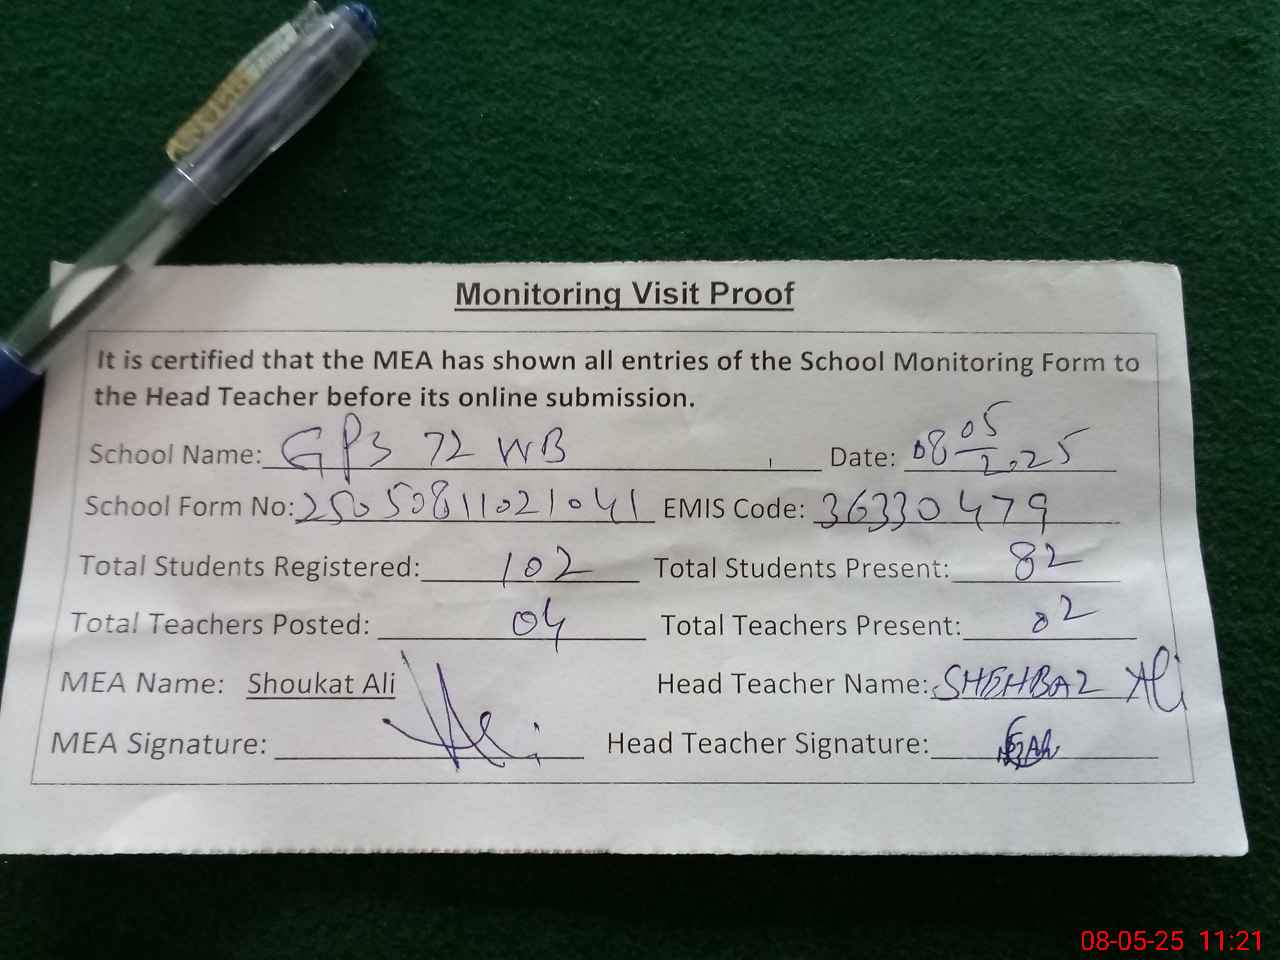 Monitoring Visit Proof
It is certified that the MEA has shown all entries of the School Monitoring Form to
the Head Teacher before its online submission.
School Name: GPS 72 WB Date: 08-05-2025
School Form No: 25050811021041 EMIS Code: 36330479
Total Students Registered: 102 Total Students Present: 82
Total Teachers Posted: 04 Total Teachers Present: 02
MEA Name: Shoukat Ali Head Teacher Name: SHEHBAZ Ali
MEA Signature: Head Teacher Signature:
08-05-25 11:21